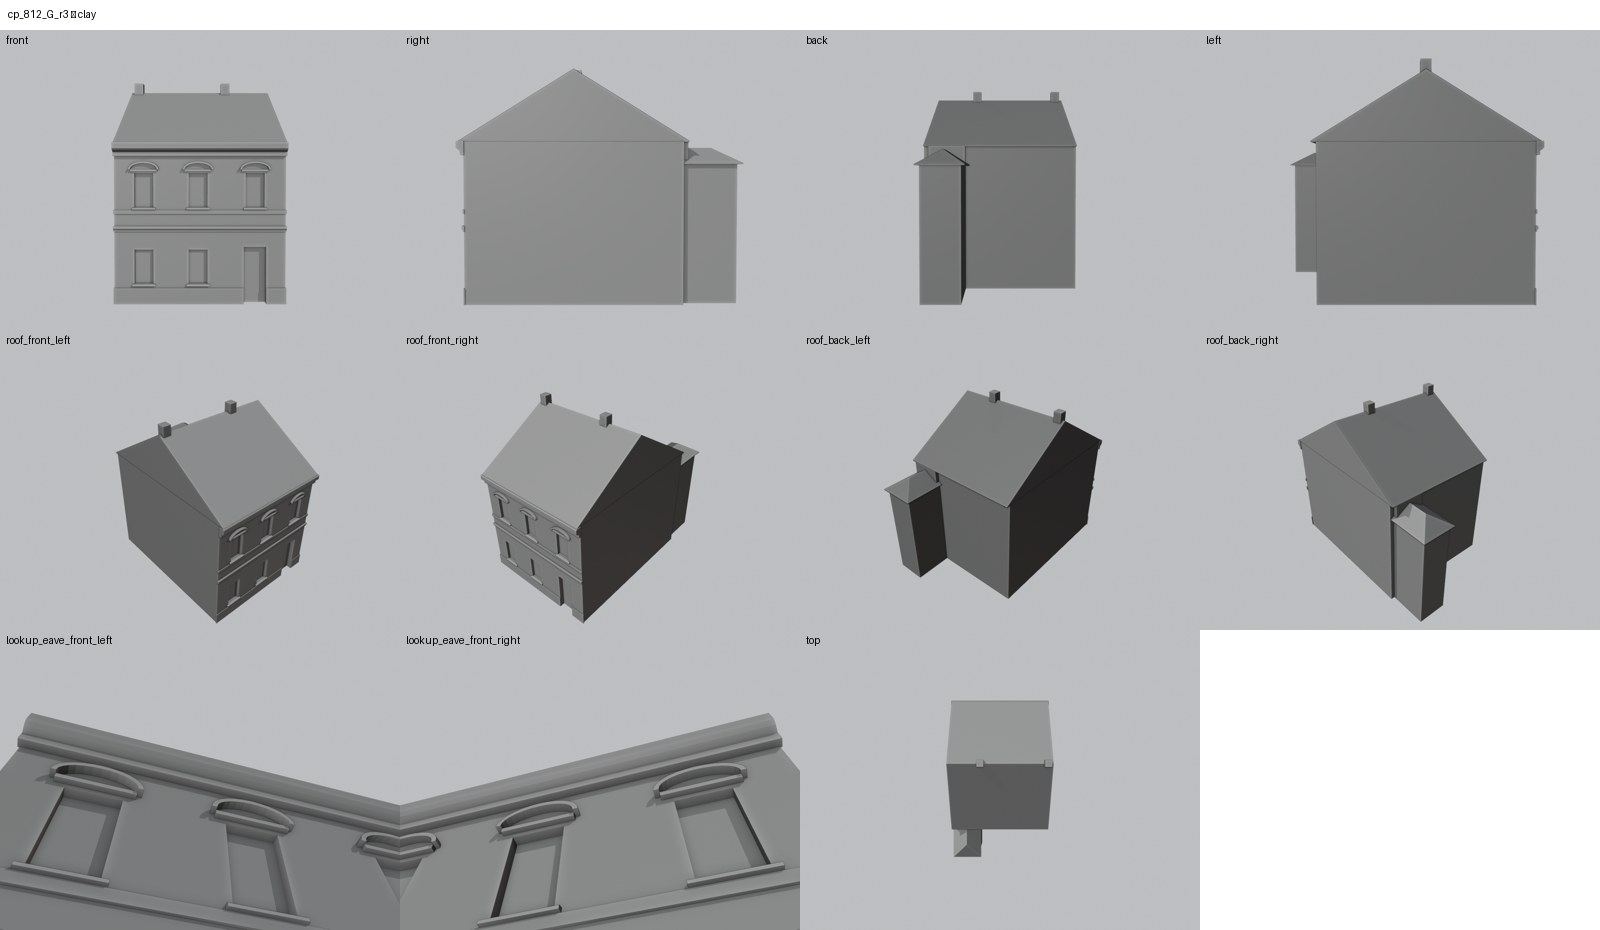 cp_812_G_r3 clay
front
right
back
left
roof_front_left
roof_front_right
roof_back_left
roof_back_right
lookup_eave_front_left
lookup_eave_front_right
top